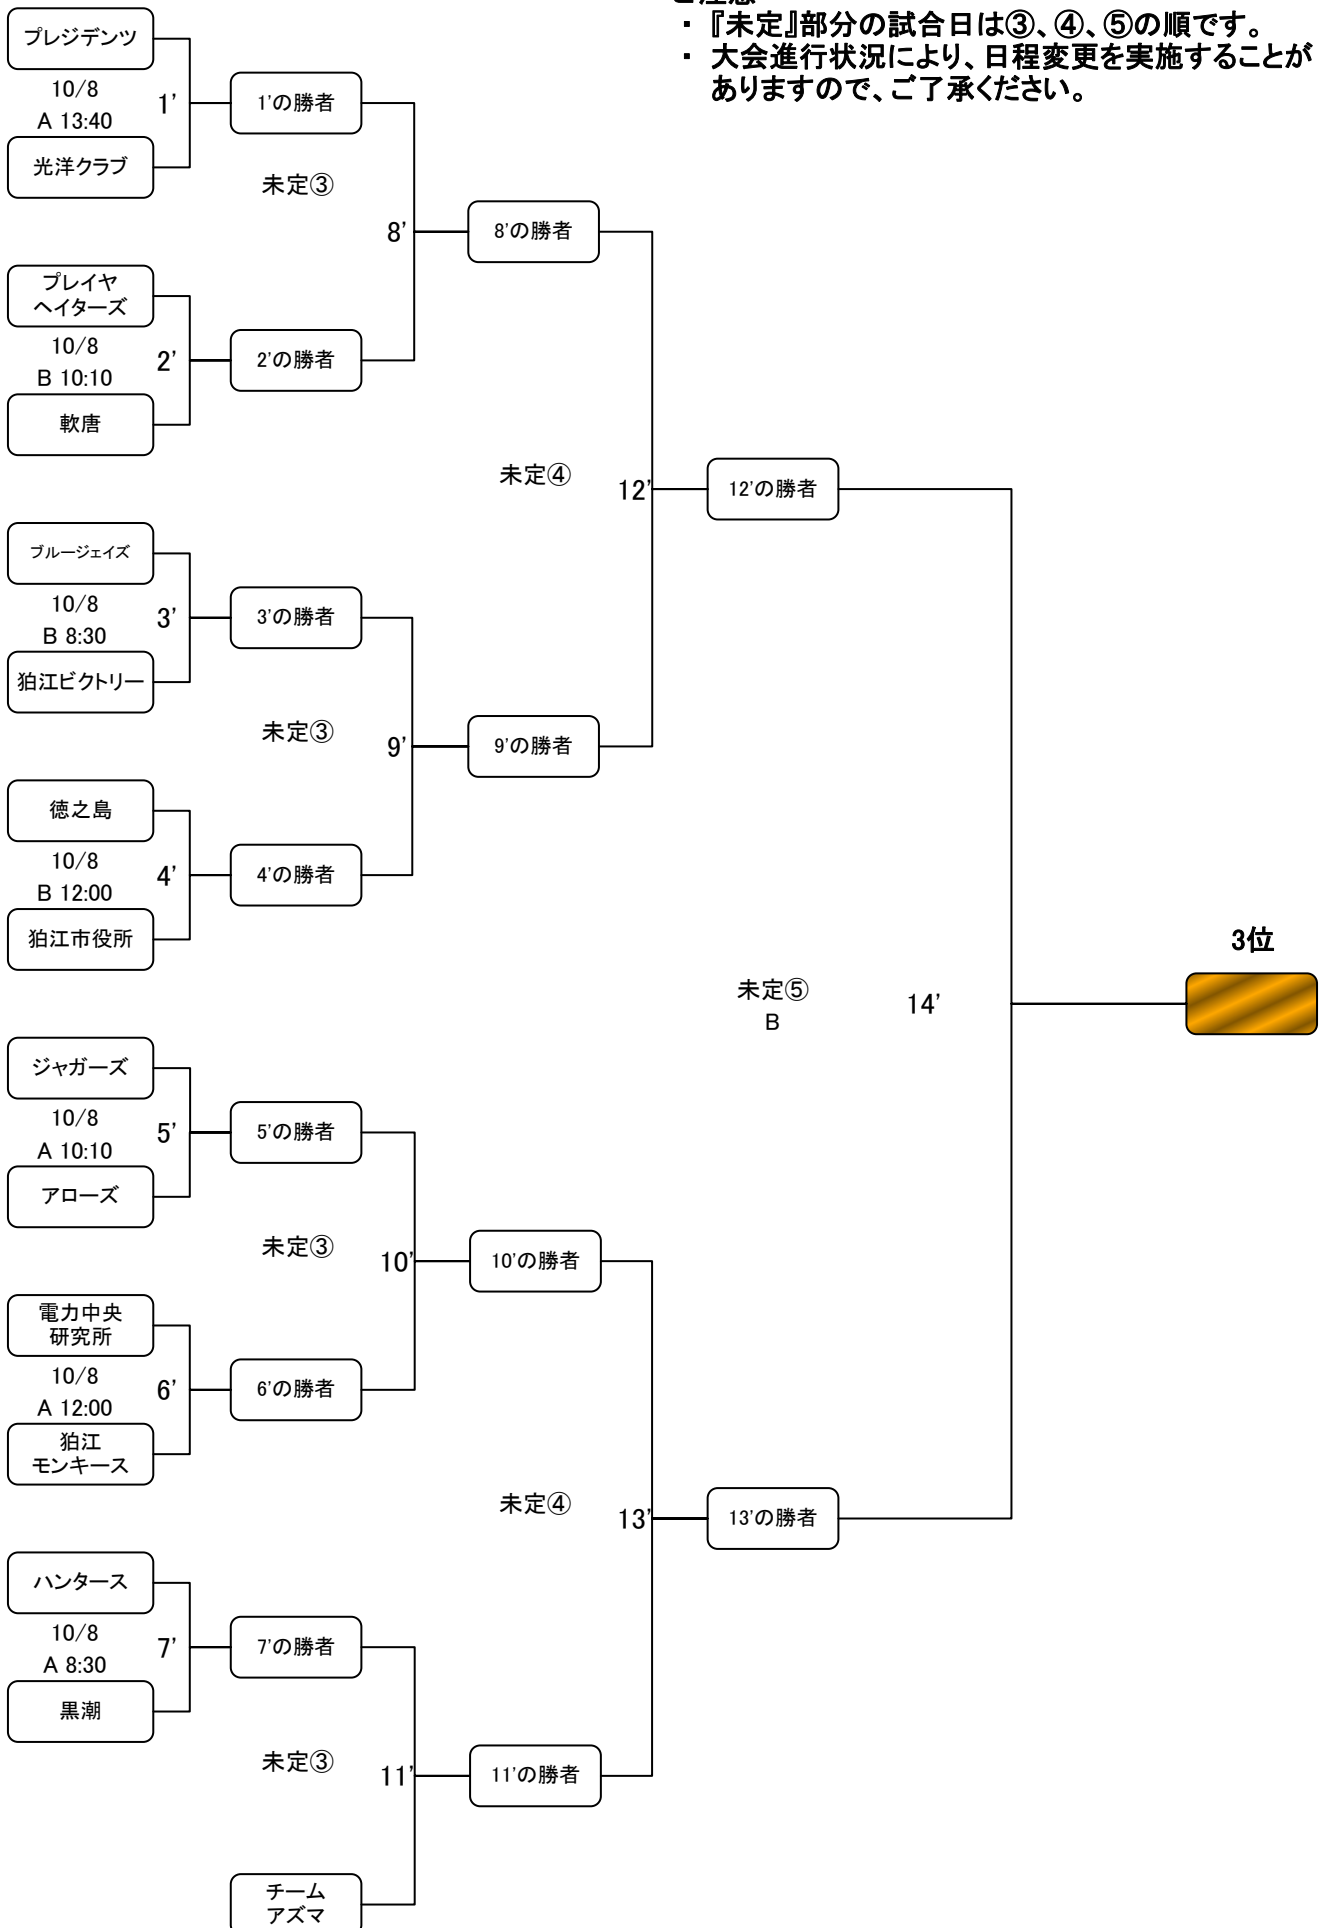 ・『未定』部分の試合日は③、④、⑤の順です。
・大会進行状況により、日程変更を実施することが
ありますので、ご了承ください。
プレジデンツ
10/8
A 13:40
1’
光洋クラブ
1’の勝者
未定③
8’
8’の勝者
プレイヤ
ヘイターズ
10/8
B 10:10
2’
軟唐
2’の勝者
未定④
12’
12’の勝者
ブルージェイズ
10/8
B 8:30
3’
狛江ビクトリー
3’の勝者
未定③
9’
9’の勝者
徳之島
10/8
B 12:00
4’
狛江市役所
4’の勝者
3位
未定⑤
B
14’
ジャガーズ
10/8
A 10:10
5’
アローズ
5’の勝者
未定③
10’
10’の勝者
電力中央
研究所
10/8
A 12:00
6’
狛江
モンキース
6’の勝者
未定④
13’
13’の勝者
ハンタース
10/8
A 8:30
7’
黒潮
7’の勝者
未定③
11’
11’の勝者
チーム
アズマ